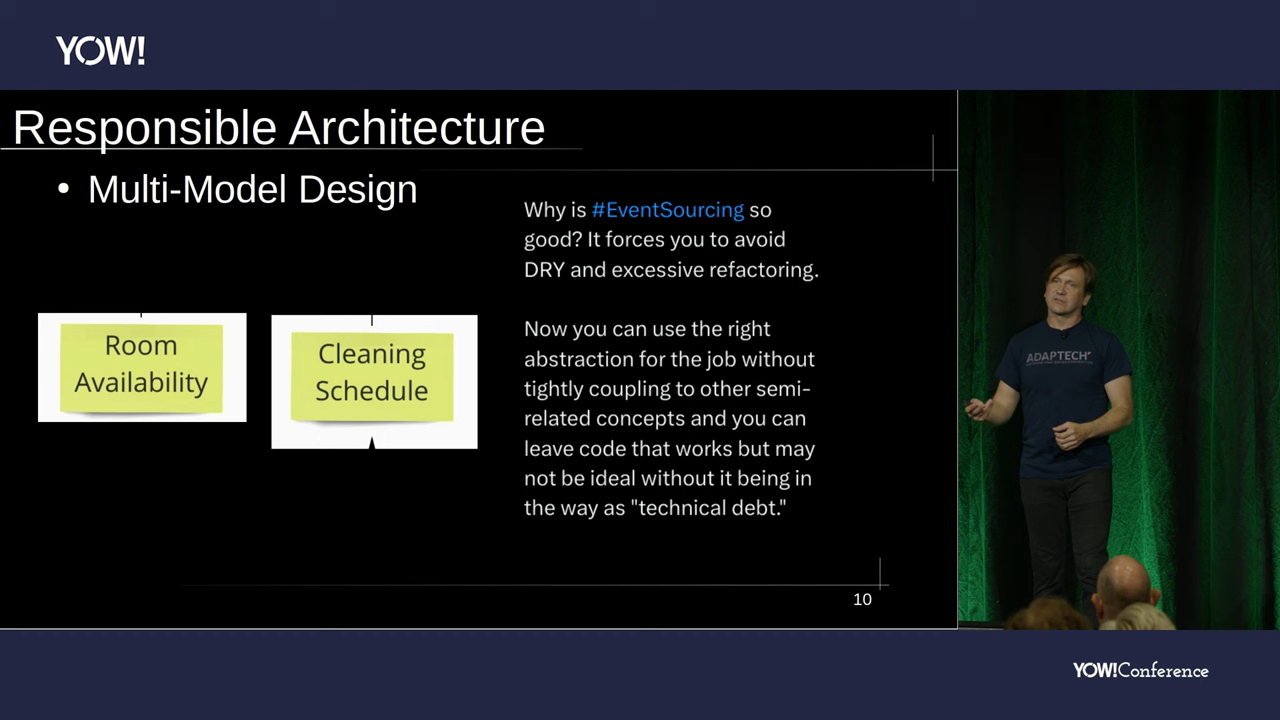 YOW!
Responsible Architecture
• Multi-Model Design
Room
Availability
Cleaning
Schedule
Why is #EventSourcing so
good? It forces you to avoid
DRY and excessive refactoring.
Now you can use the right
abstraction for the job without
tightly coupling to other semi-
related concepts and you can
leave code that works but may
not be ideal without it being in
the way as "technical debt."
10
ADAPTECH
YOW!Conference